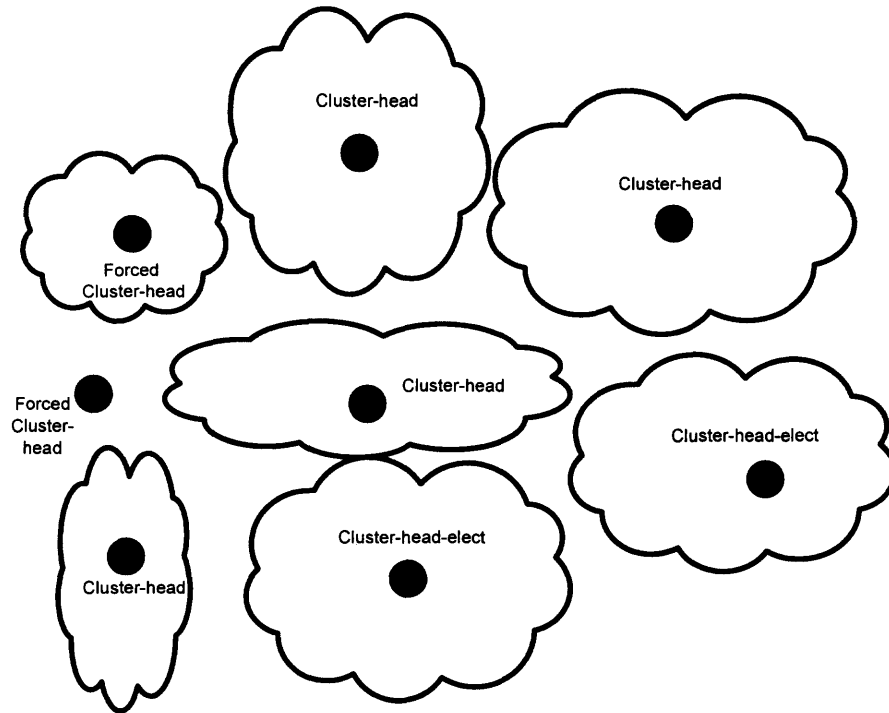 Cluster-head
Cluster-head
Forced
Cluster-head
Cluster-head
Forced
Cluster-
head
Cluster-head-elect
Cluster-head-elect
Cluster-head